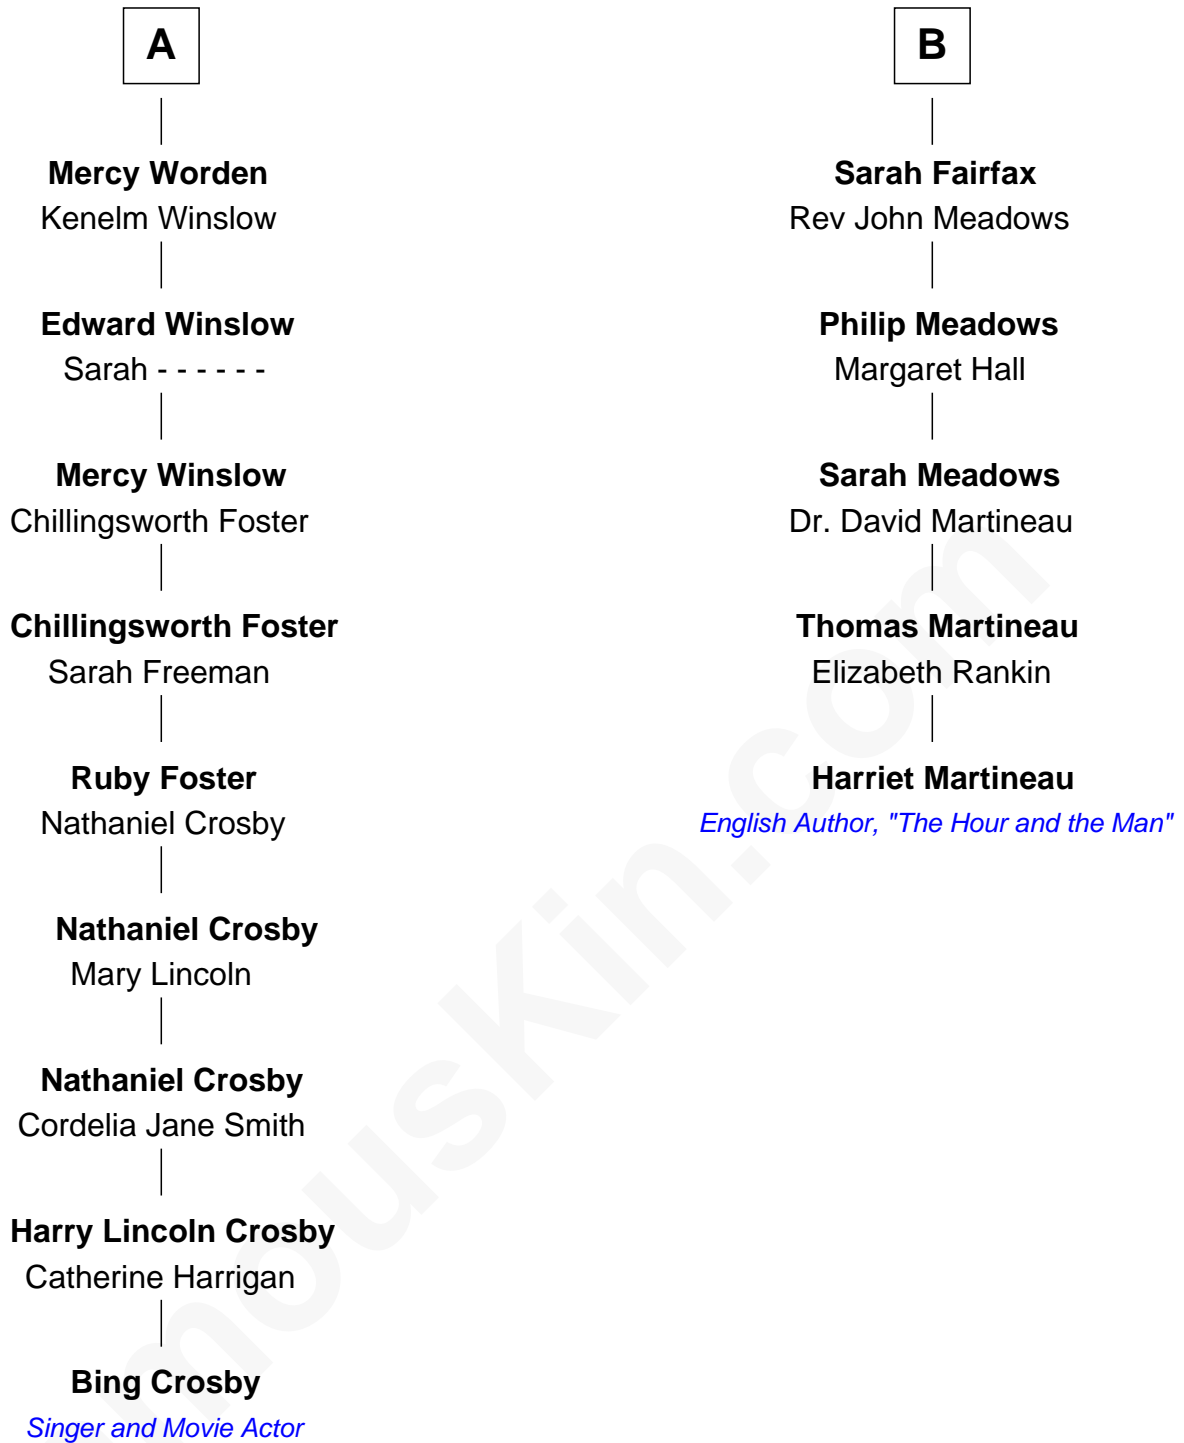 A
Mercy Worden
Kenelm Winslow
Edward Winslow
Sarah - - - - - -
Mercy Winslow
Chillingsworth Foster
Chillingsworth Foster
Sarah Freeman
Ruby Foster
Nathaniel Crosby
Nathaniel Crosby
Mary Lincoln
Nathaniel Crosby
Cordelia Jane Smith
Harry Lincoln Crosby
Catherine Harrigan
Bing Crosby
Singer and Movie Actor
B
Sarah Fairfax
Rev John Meadows
Philip Meadows
Margaret Hall
Sarah Meadows
Dr. David Martineau
Thomas Martineau
Elizabeth Rankin
Harriet Martineau
English Author, "The Hour and the Man"
mousKin.com